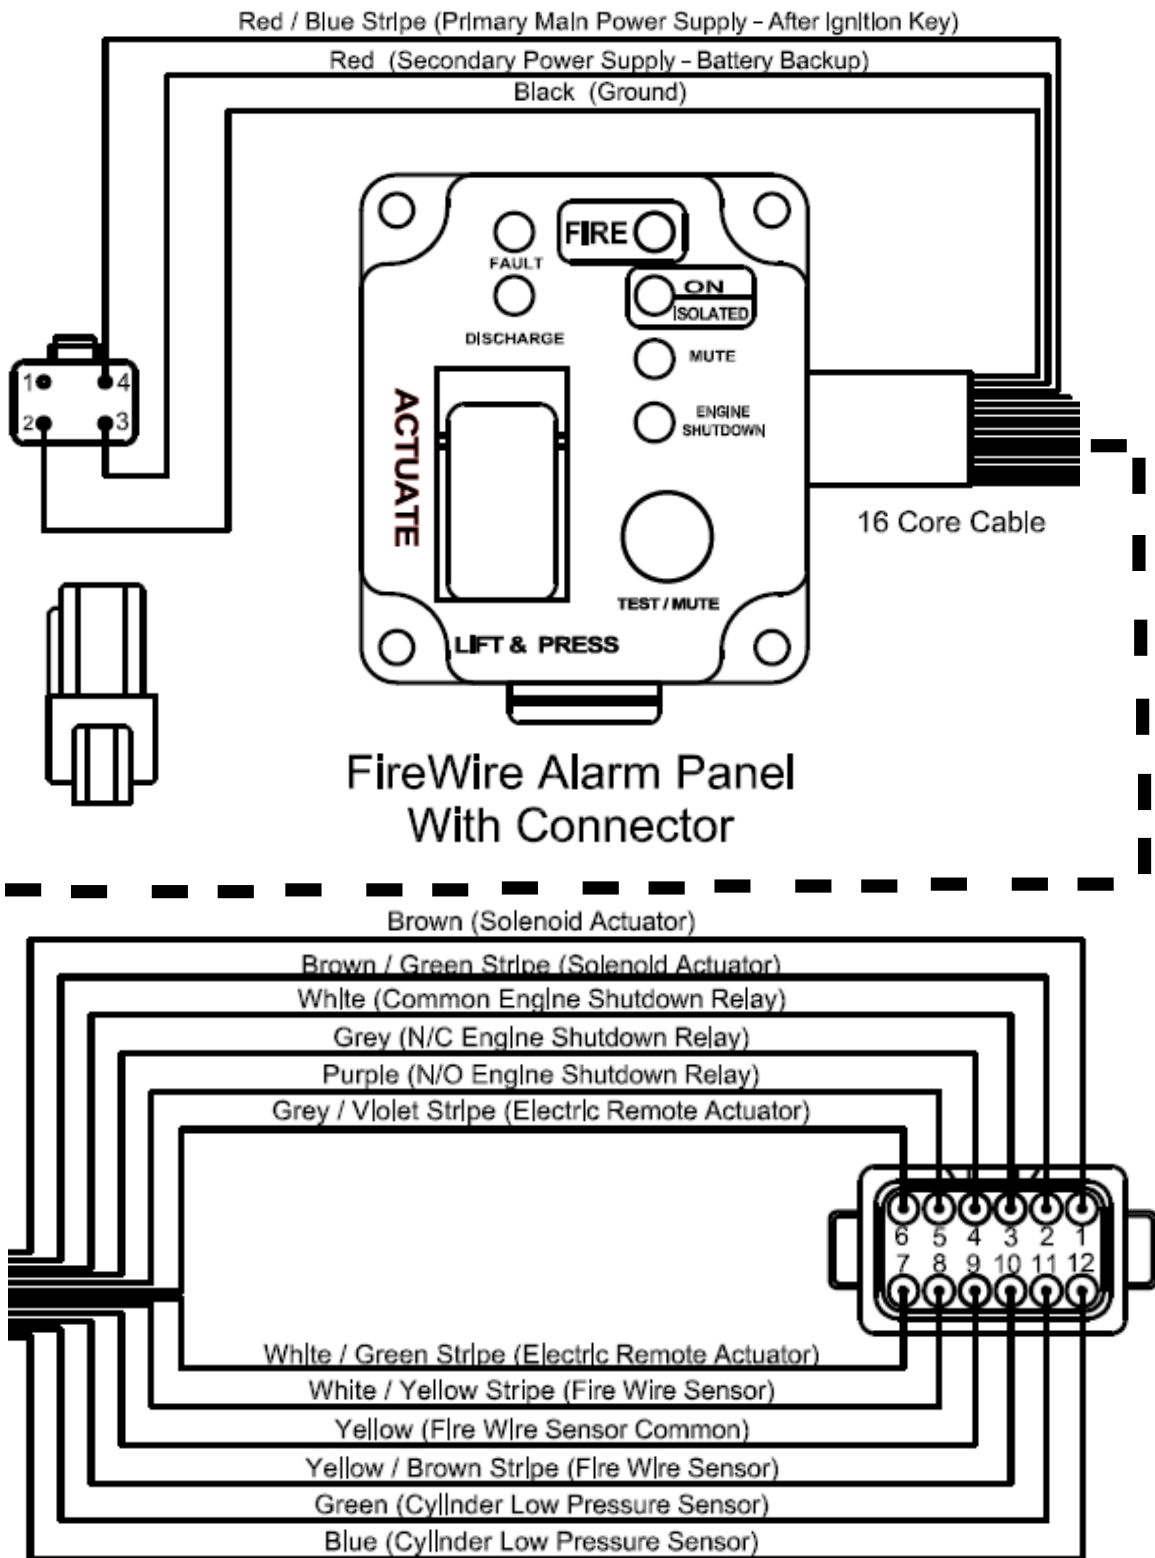 Red / Blue Stripe (Primary Main Power Supply – After Ignition Key)
Red (Secondary Power Supply – Battery Backup)
Black (Ground)
FAULT
FIRE
DISCHARGE
ON
ISOLATED
MUTE
ENGINE
SHUTDOWN
ACTUATE
TEST / MUTE
LIFT & PRESS
1 4
2 3
16 Core Cable
FireWire Alarm Panel
With Connector
Brown (Solenoid Actuator)
Brown / Green Stripe (Solenoid Actuator)
White (Common Engine Shutdown Relay)
Grey (N/C Engine Shutdown Relay)
Purple (N/O Engine Shutdown Relay)
Grey / Violet Stripe (Electric Remote Actuator)
6 5 4 3 2 1
7 8 9 10 11 12
White / Green Stripe (Electric Remote Actuator)
White / Yellow Stripe (Fire Wire Sensor)
Yellow (Fire Wire Sensor Common)
Yellow / Brown Stripe (Fire Wire Sensor)
Green (Cylinder Low Pressure Sensor)
Blue (Cylinder Low Pressure Sensor)